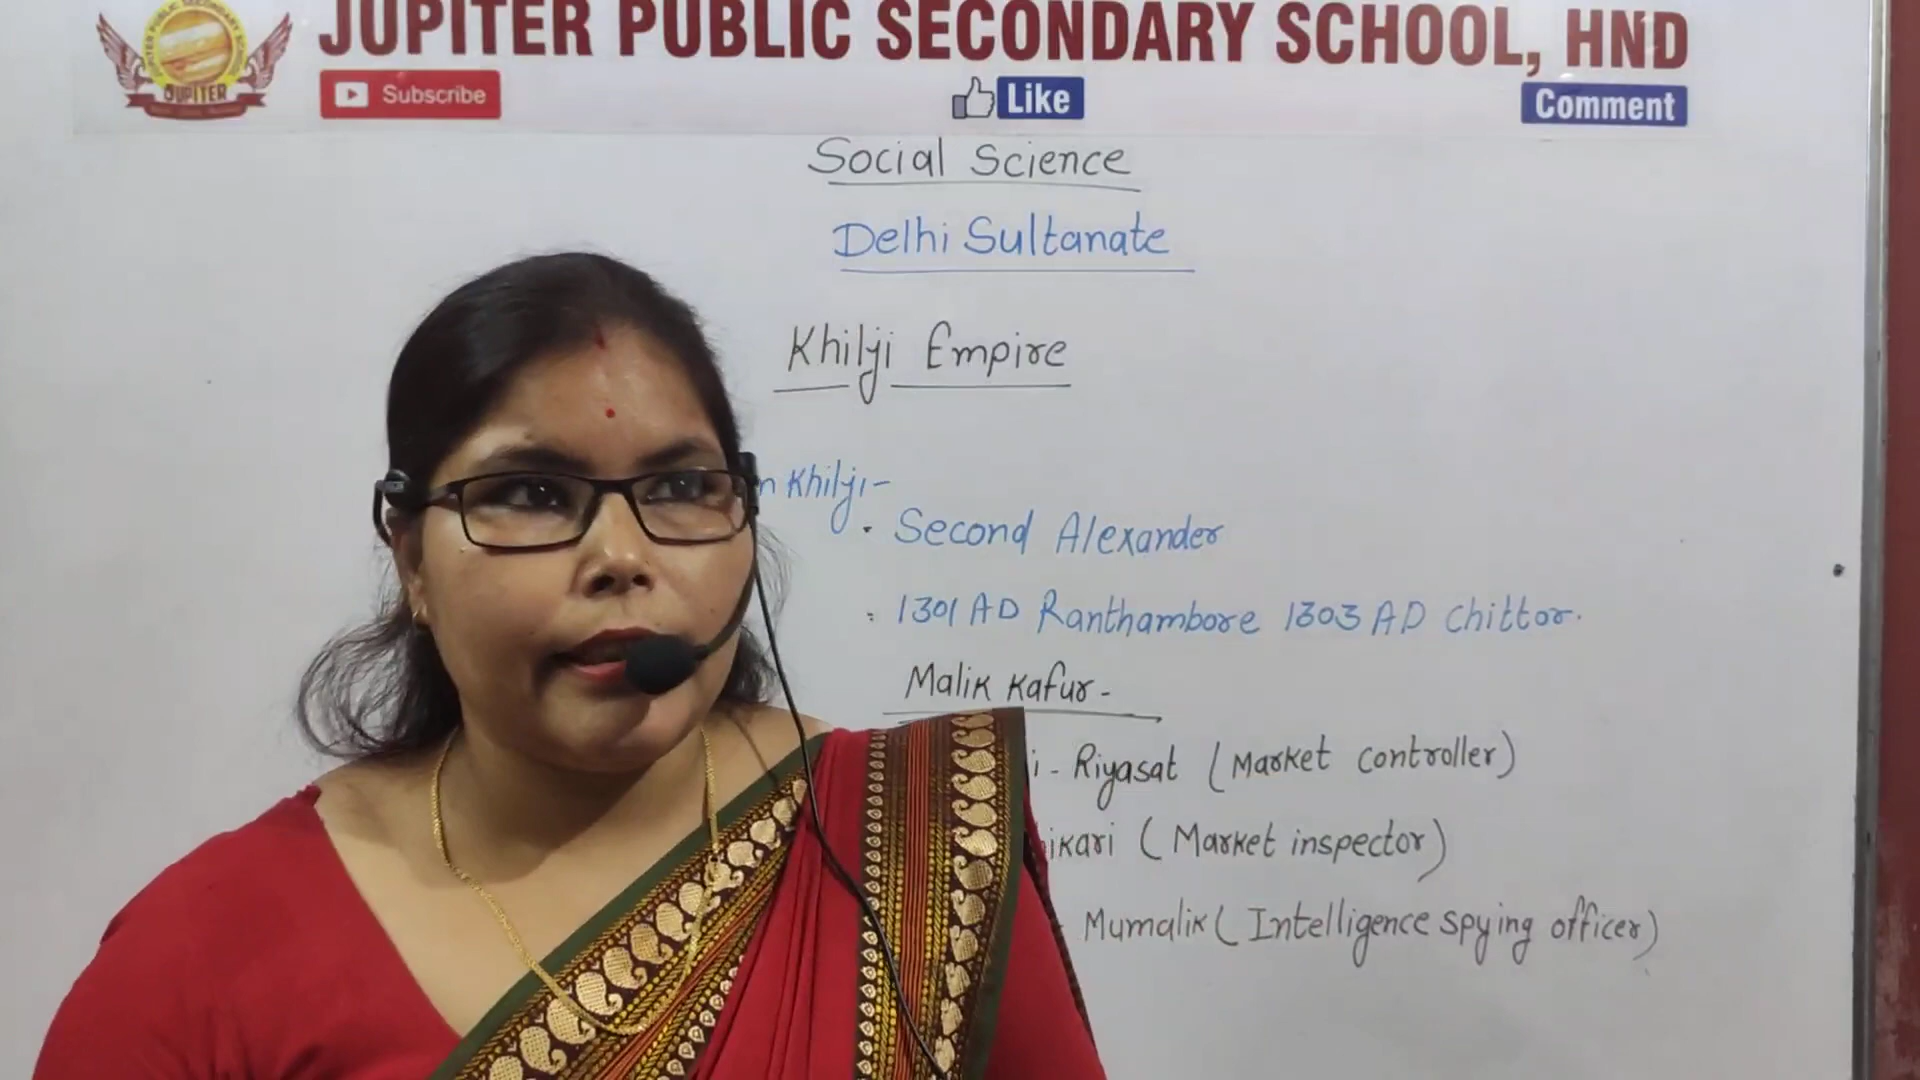 JUPITER PUBLIC SECONDARY SCHOOL, HND
JUPITER
Subscribe
Like
Comment
Social Science
Delhi Sultanate
Khilji Empire
Khilji-
Second Alexander
1301 AD Ranthambore 1303 AD Chittor.
Malik Kafur-
- Riyasat (Market controller)
(Market inspector)
Mumalik (Intelligence spying officer)